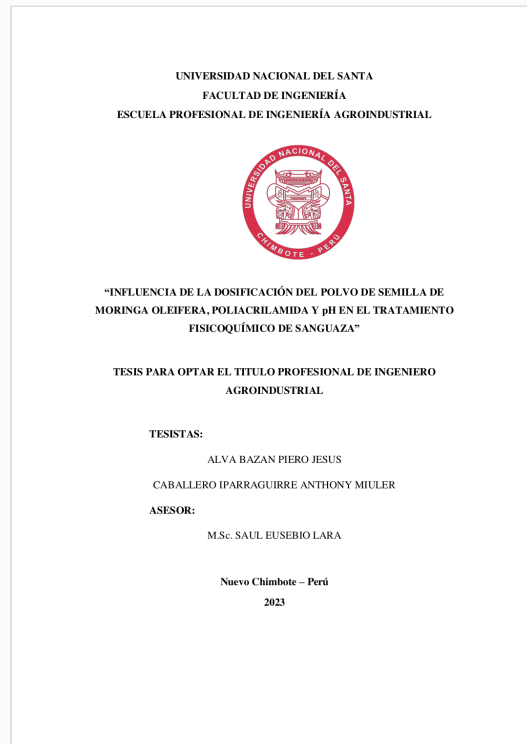 UNIVERSIDAD NACIONAL DEL SANTA
FACULTAD DE INGENIERÍA
ESCUELA PROFESIONAL DE INGENIERÍA AGROINDUSTRIAL
UNIVERSIDAD NACIONAL DEL SANTA
CHIMBOTE - PERÚ
“INFLUENCIA DE LA DOSIFICACIÓN DEL POLVO DE SEMILLA DE
MORINGA OLEIFERA, POLIACRILAMIDA Y pH EN EL TRATAMIENTO
FISICOQUÍMICO DE SANGUAZA”
TESIS PARA OPTAR EL TITULO PROFESIONAL DE INGENIERO
AGROINDUSTRIAL
TESISTAS:
ALVA BAZAN PIERO JESUS
CABALLERO IPARRAGUIRRE ANTHONY MIULER
ASESOR:
M.Sc. SAUL EUSEBIO LARA
Nuevo Chimbote – Perú
2023